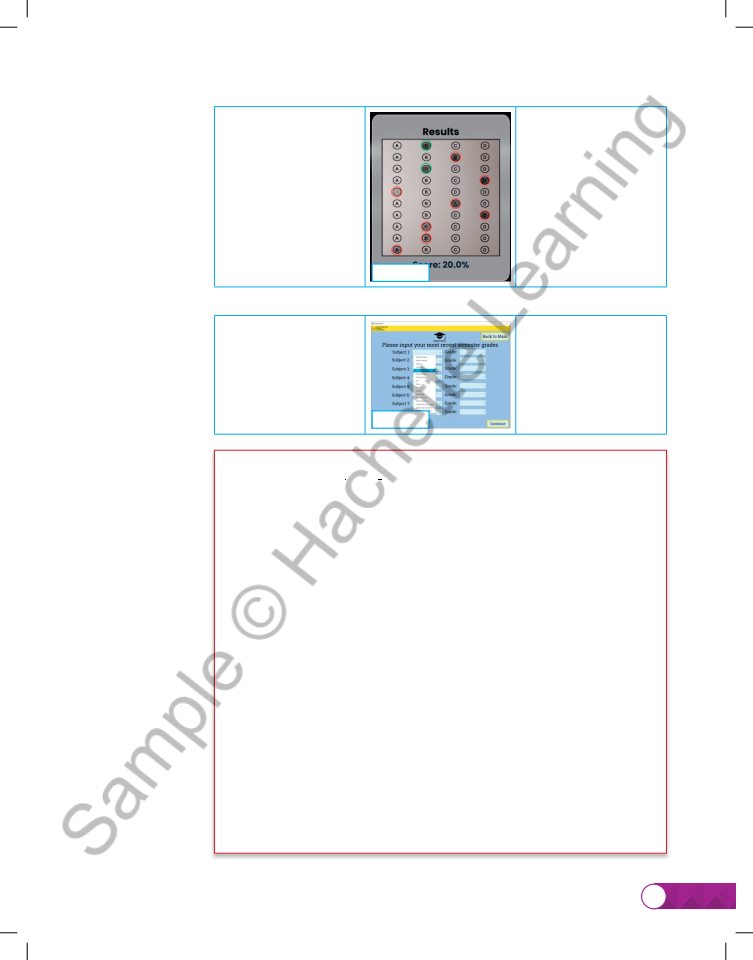 Results
A C D
A B D
A C D
A B C
B C D
A B D
A B C
A C D
A C D
A B C D
Score: 20.0%
Back to Main
Please input your most recent semester grades
Subject 1 Grade:
Subject 2 Grade:
Subject 3 Grade:
Subject 4 Grade:
Subject 5 Grade:
Subject 6 Grade:
Subject 7 Grade:
Grade:
Continue
Sample © Hachette Learning